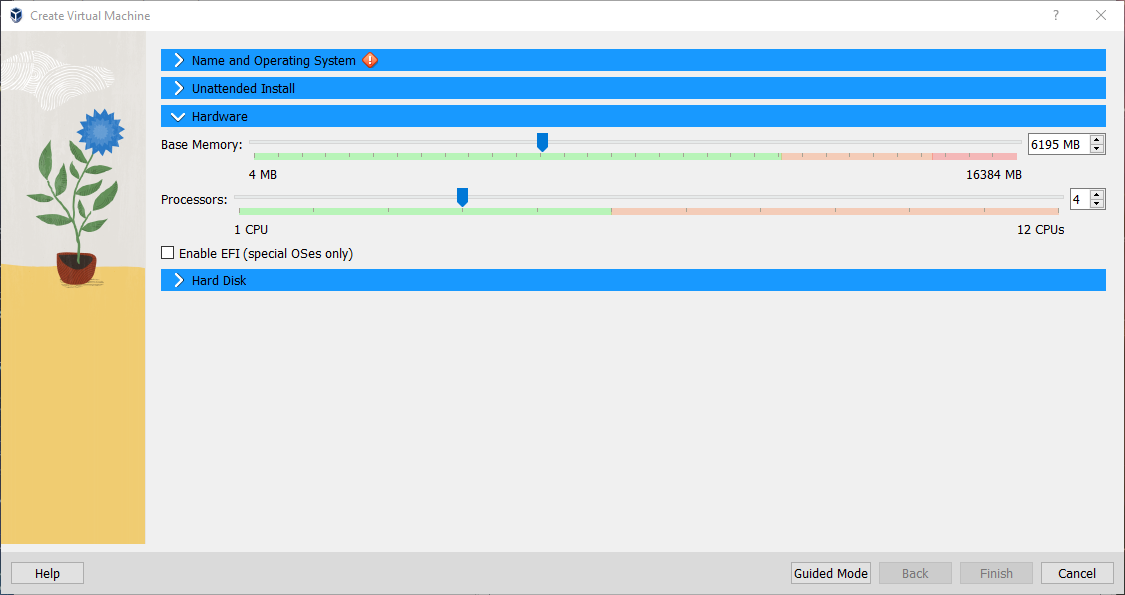 Create Virtual Machine
?
Name and Operating System
Unattended Install
Hardware
Base Memory: 6195 MB
4 MB 16384 MB
Processors: 4
1 CPU 12 CPUs
Enable EFI (special OSes only)
Hard Disk
Help Guided Mode Back Finish Cancel